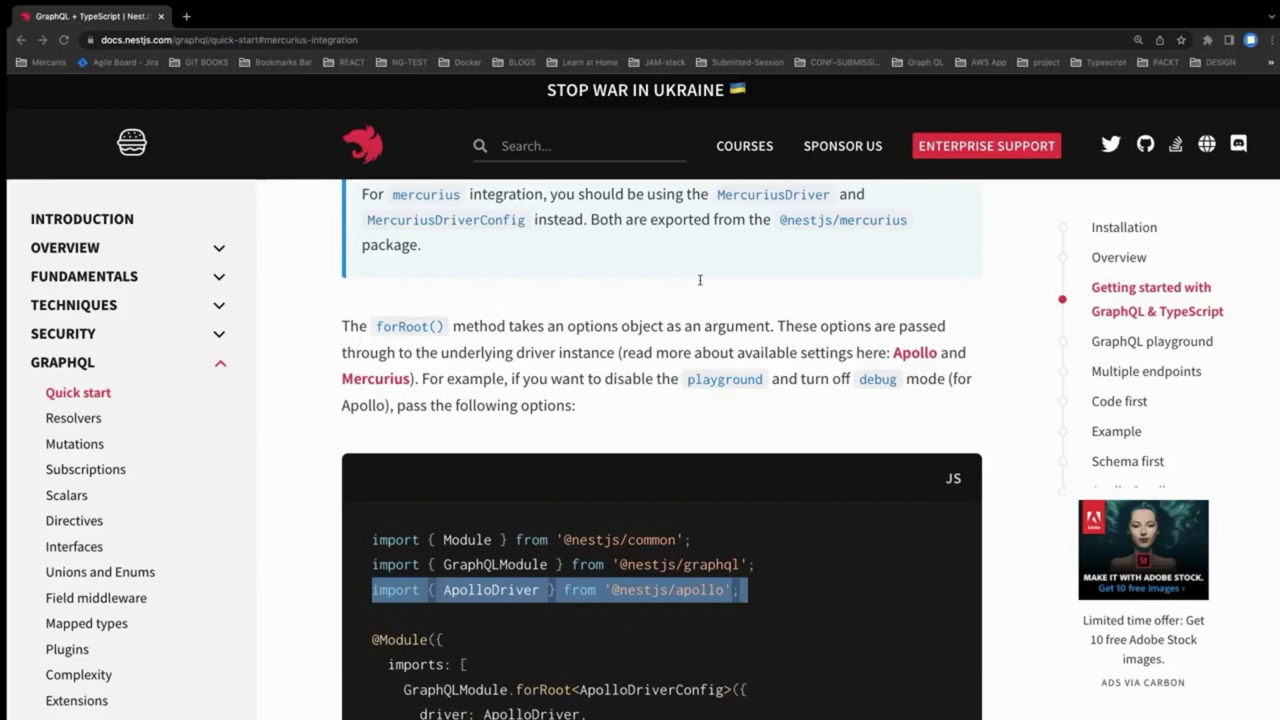 GraphQL + TypeScript | NestJ
docs.nestjs.com/graphql/quick-start#mercurius-integration
Mercanis
Agile Board - Jira
GIT BOOKS
Bookmarks Bar
REACT
NG-TEST
Docker
BLOGS
Learn at Home
JAM-stack
Submitted-Session
CONF-SUBMISSI...
Graph QL
AWS App
project
Typescript
PACKT
DESIGN
»
STOP WAR IN UKRAINE 🇺🇦
Search...
COURSES
SPONSOR US
ENTERPRISE SUPPORT
INTRODUCTION
OVERVIEW
FUNDAMENTALS
TECHNIQUES
SECURITY
GRAPHQL
Quick start
Resolvers
Mutations
Subscriptions
Scalars
Directives
Interfaces
Unions and Enums
Field middleware
Mapped types
Plugins
Complexity
Extensions
For mercurius integration, you should be using the MercuriusDriver and
MercuriusDriverConfig instead. Both are exported from the @nestjs/mercurius
package.
The forRoot() method takes an options object as an argument. These options are passed
through to the underlying driver instance (read more about available settings here: Apollo and
Mercurius). For example, if you want to disable the playground and turn off debug mode (for
Apollo), pass the following options:
JS
import { Module } from '@nestjs/common';
import { GraphQLModule } from '@nestjs/graphql';
import { ApolloDriver } from '@nestjs/apollo';
@Module({
imports: [
GraphQLModule.forRoot<ApolloDriverConfig>({
driver: ApolloDriver,
Installation
Overview
Getting started with
GraphQL & TypeScript
GraphQL playground
Multiple endpoints
Code first
Example
Schema first
MAKE IT WITH ADOBE STOCK.
Get 10 free images ›
Limited time offer: Get
10 free Adobe Stock
images.
ADS VIA CARBON